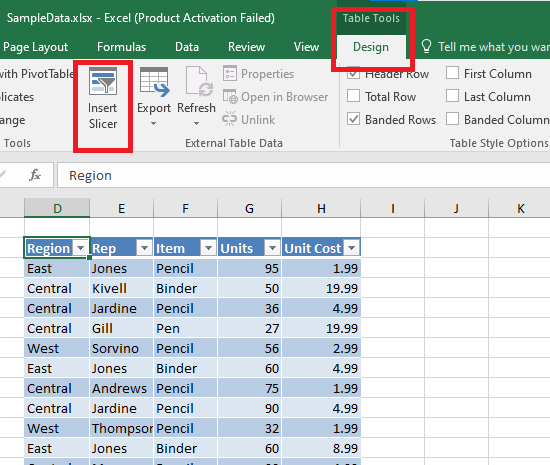 SampleData.xlsx - Excel (Product Activation Failed) Table Tools
Page Layout Formulas Data Review View Design Tell me what you wan
with PivotTable Properties Header Row First Column
plicates Insert Slicer Export Refresh Open in Browser Total Row Last Column
ange Unlink Banded Rows Banded Column
Tools External Table Data Table Style Options
fx Region
D E F G H I J K
Region Rep Item Units Unit Cost
East Jones Pencil 95 1.99
Central Kivell Binder 50 19.99
Central Jardine Pencil 36 4.99
Central Gill Pen 27 19.99
West Sorvino Pencil 56 2.99
East Jones Binder 60 4.99
Central Andrews Pencil 75 1.99
Central Jardine Pencil 90 4.99
West Thompson Pencil 32 1.99
East Jones Binder 60 8.99